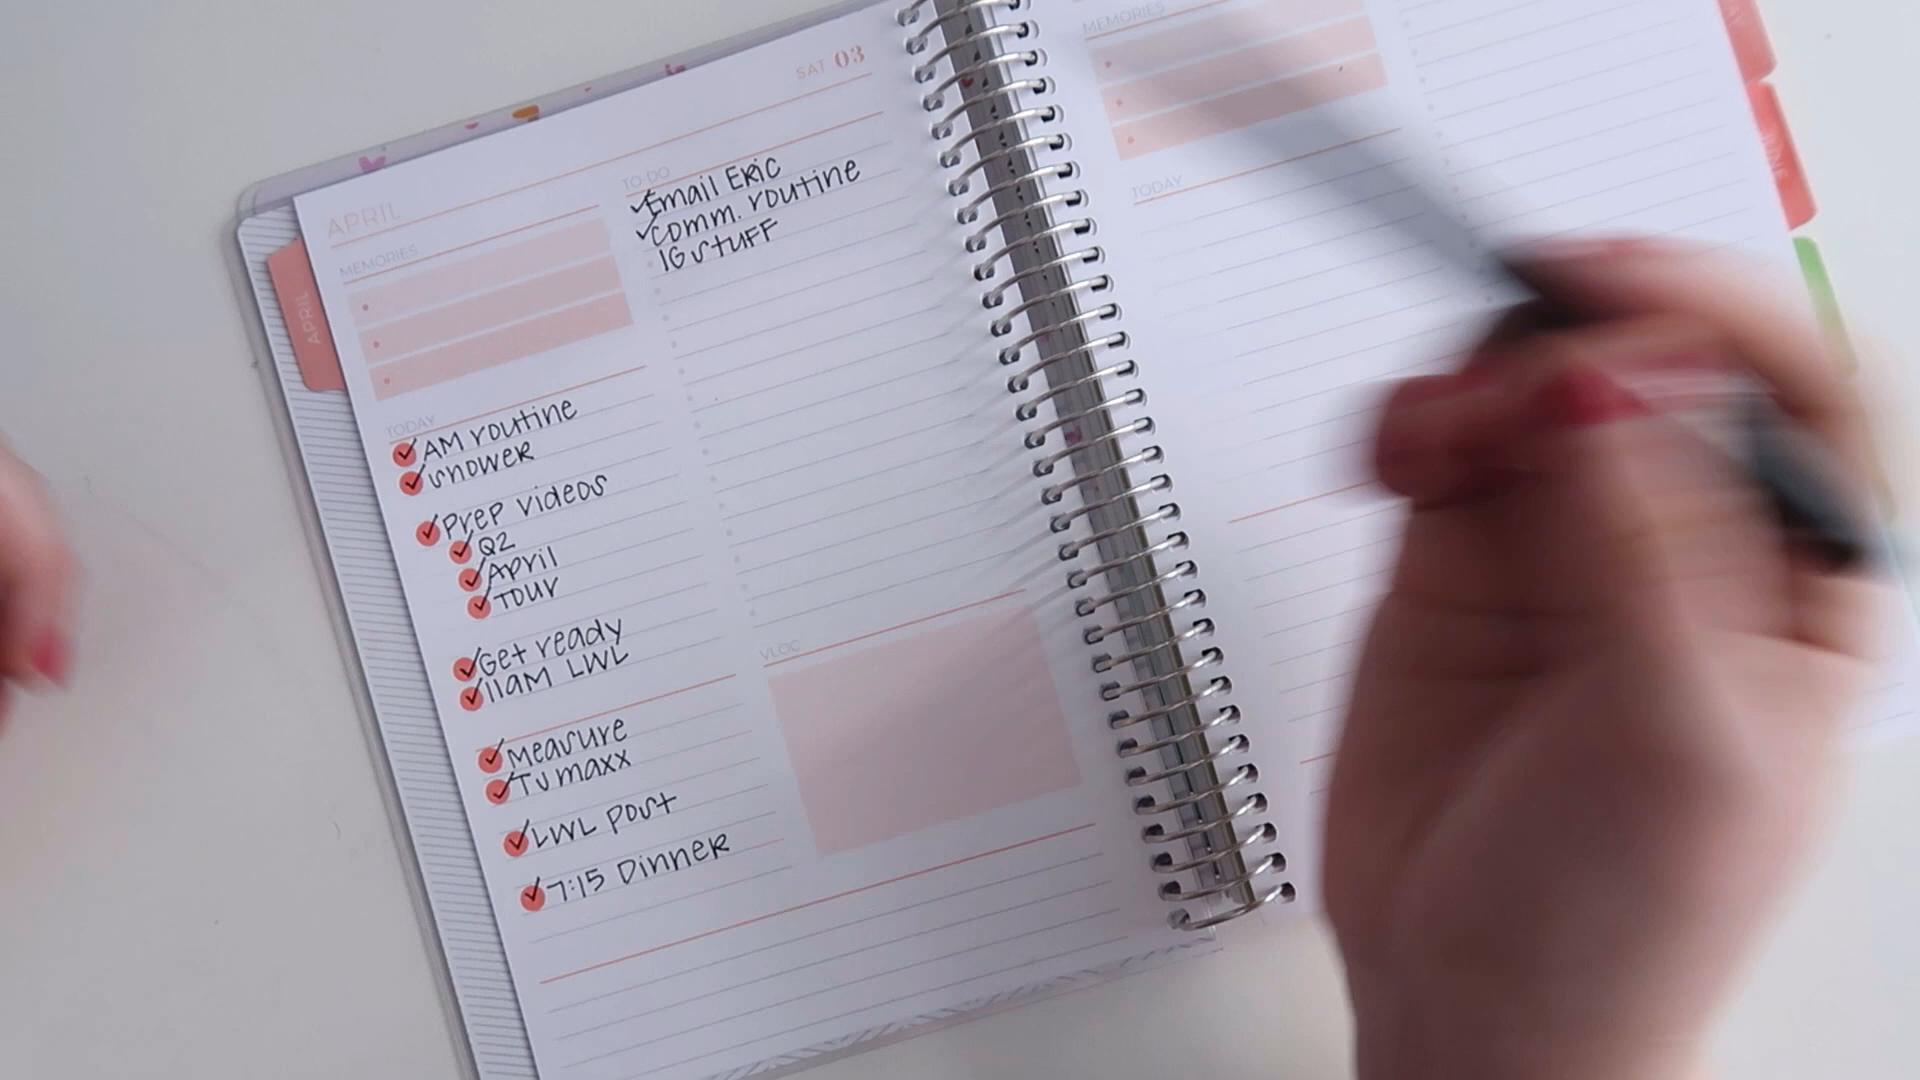 SAT 03
APRIL
MEMORIES
TODAY
AM routine
shower
Prep videos
Q2
April
Tour
Get ready
11AM LWL
Measure
TJ maxx
LWL post
7:15 Dinner
TO-DO
Email Eric
comm. routine
IG stuff
VLOG
APRIL
MEMORIES
TODAY
JUNE